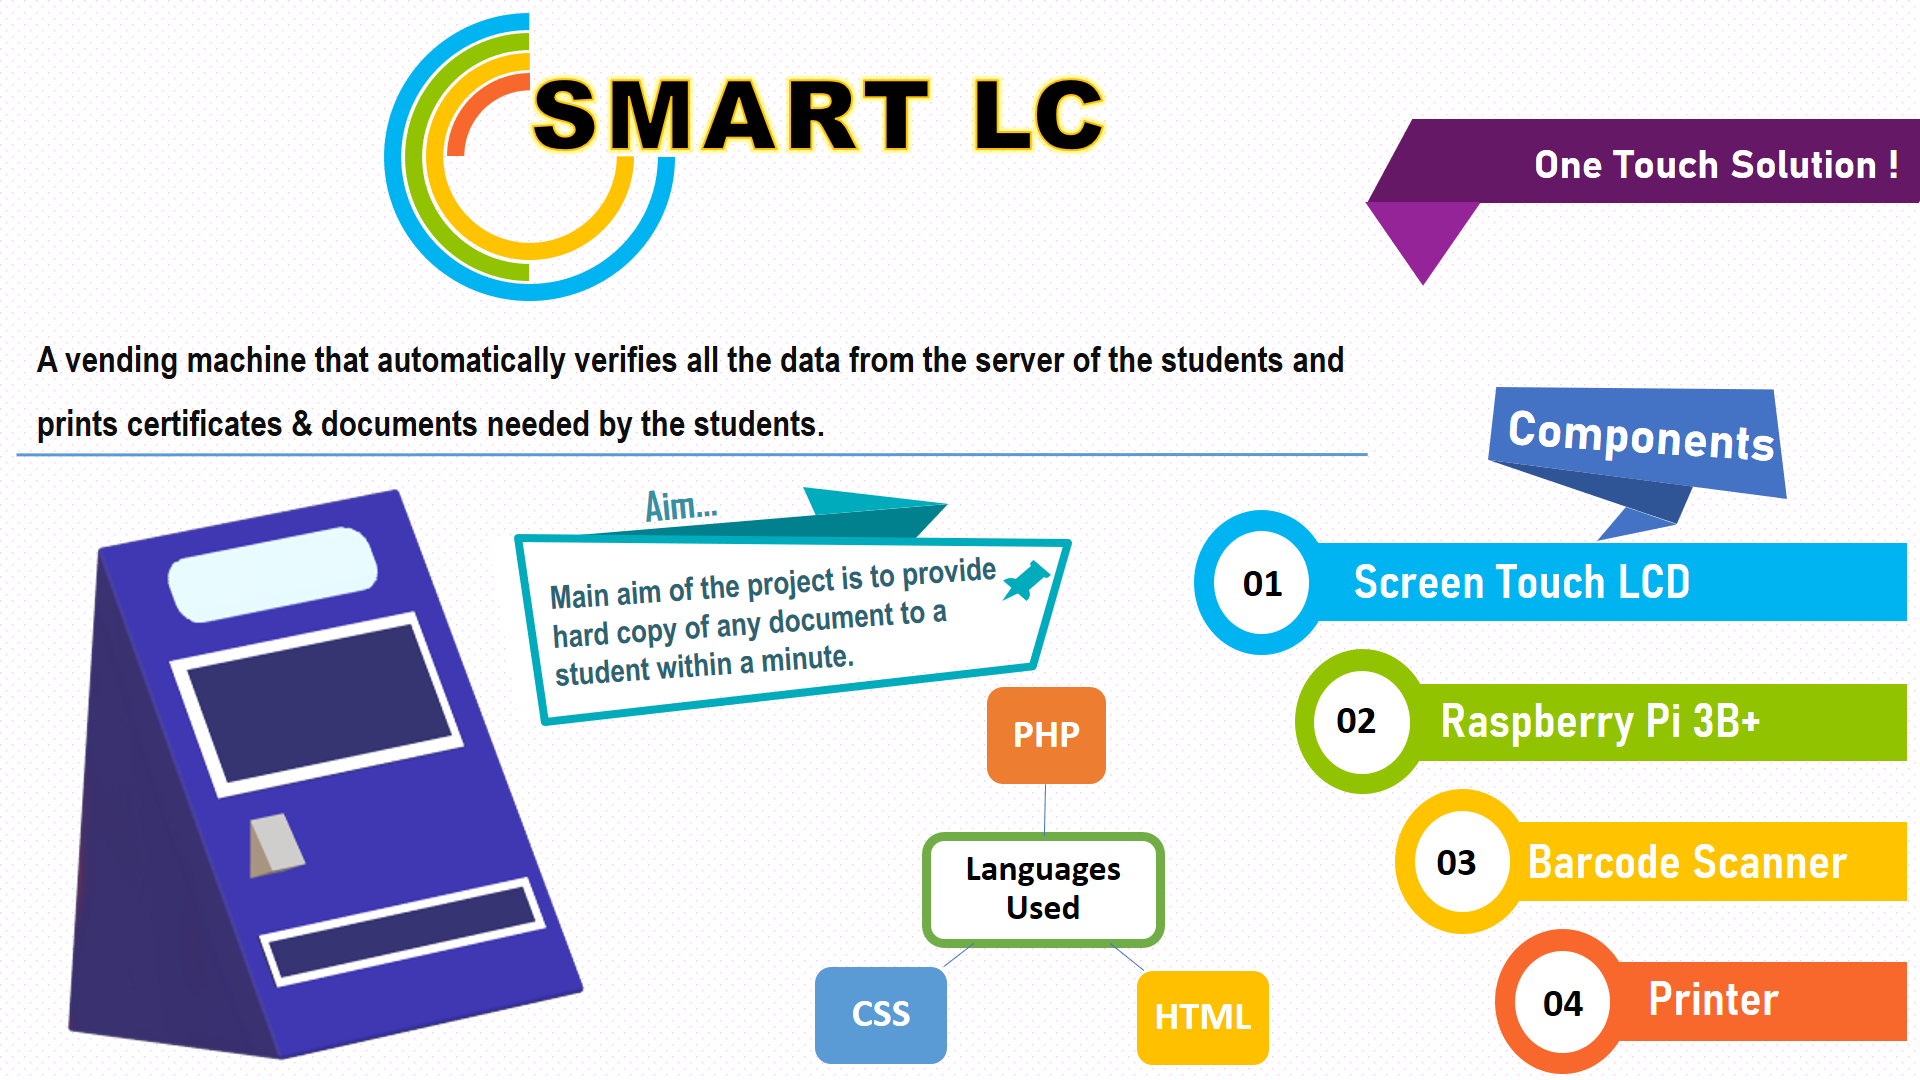 SMART LC
One Touch Solution !
A vending machine that automatically verifies all the data from the server of the students and
prints certificates & documents needed by the students.
Aim...
Main aim of the project is to provide
hard copy of any document to a
student within a minute.
Components
01 Screen Touch LCD
02 Raspberry Pi 3B+
03 Barcode Scanner
04 Printer
PHP
Languages
Used
CSS
HTML